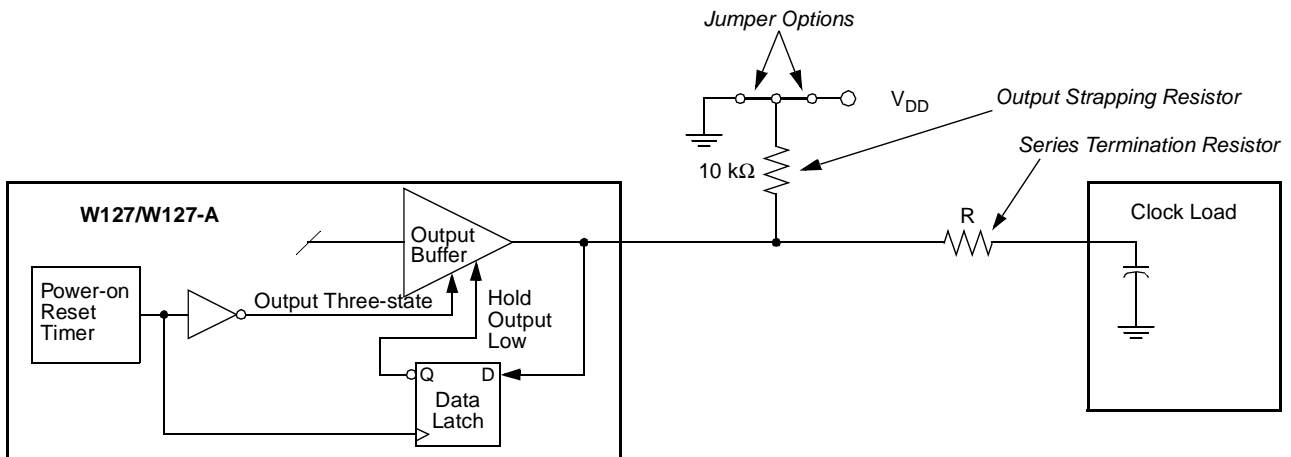 Jumper Options
VDD
Output Strapping Resistor
Series Termination Resistor
10 kΩ
W127/W127-A
R
Clock Load
Output
Buffer
Power-on
Reset
Timer
Output Three-state
Hold
Output
Low
Q
D
Data
Latch